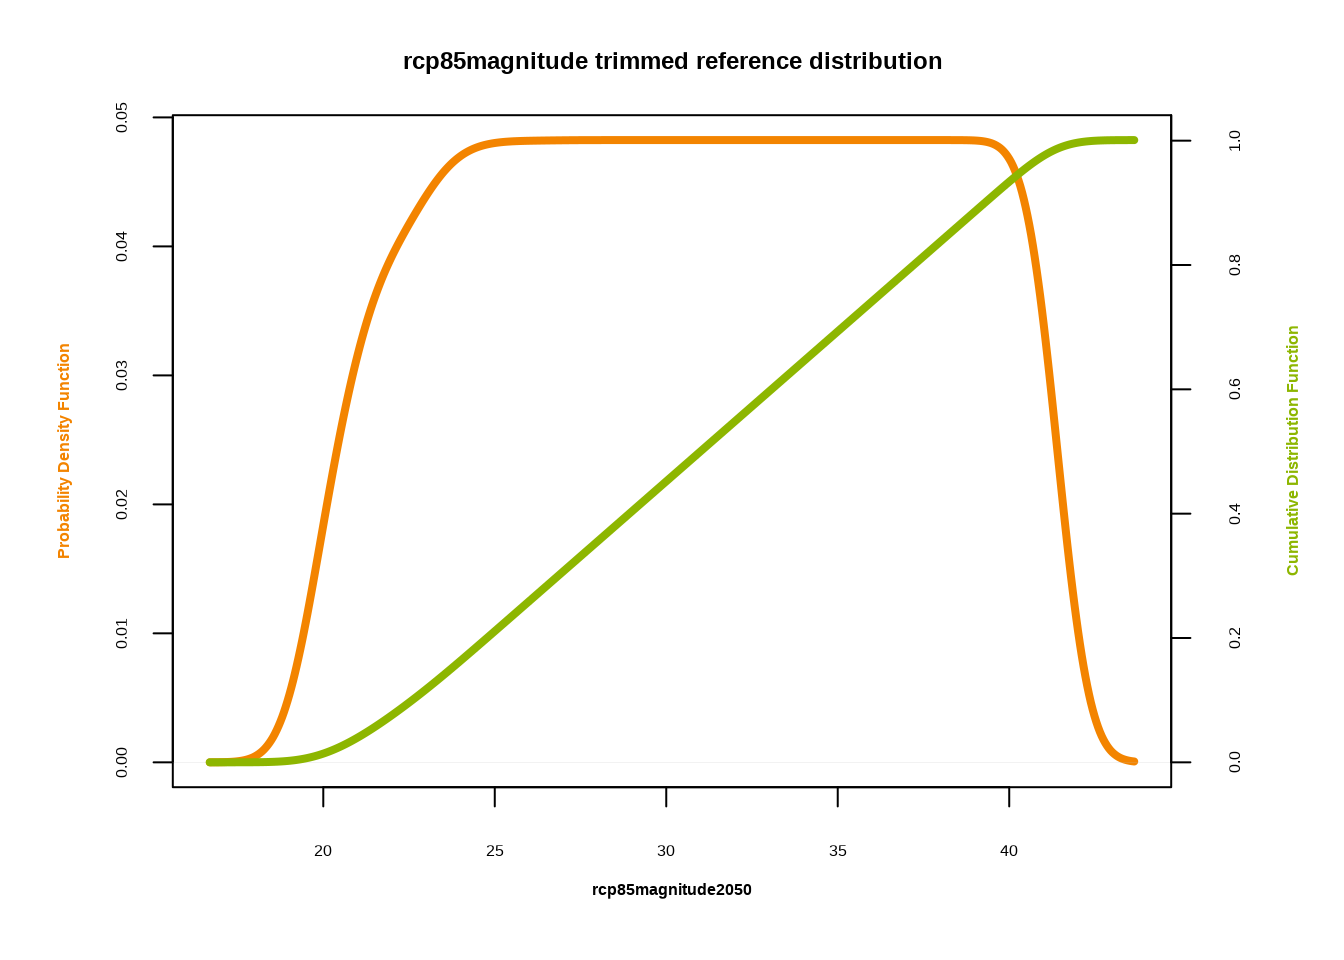 rcp85magnitude trimmed reference distribution
Probability Density Function
0.00
0.01
0.02
0.03
0.04
0.05
0.0
0.2
0.4
0.6
0.8
1.0
Cumulative Distribution Function
20 25 30 35 40
rcp85magnitude2050